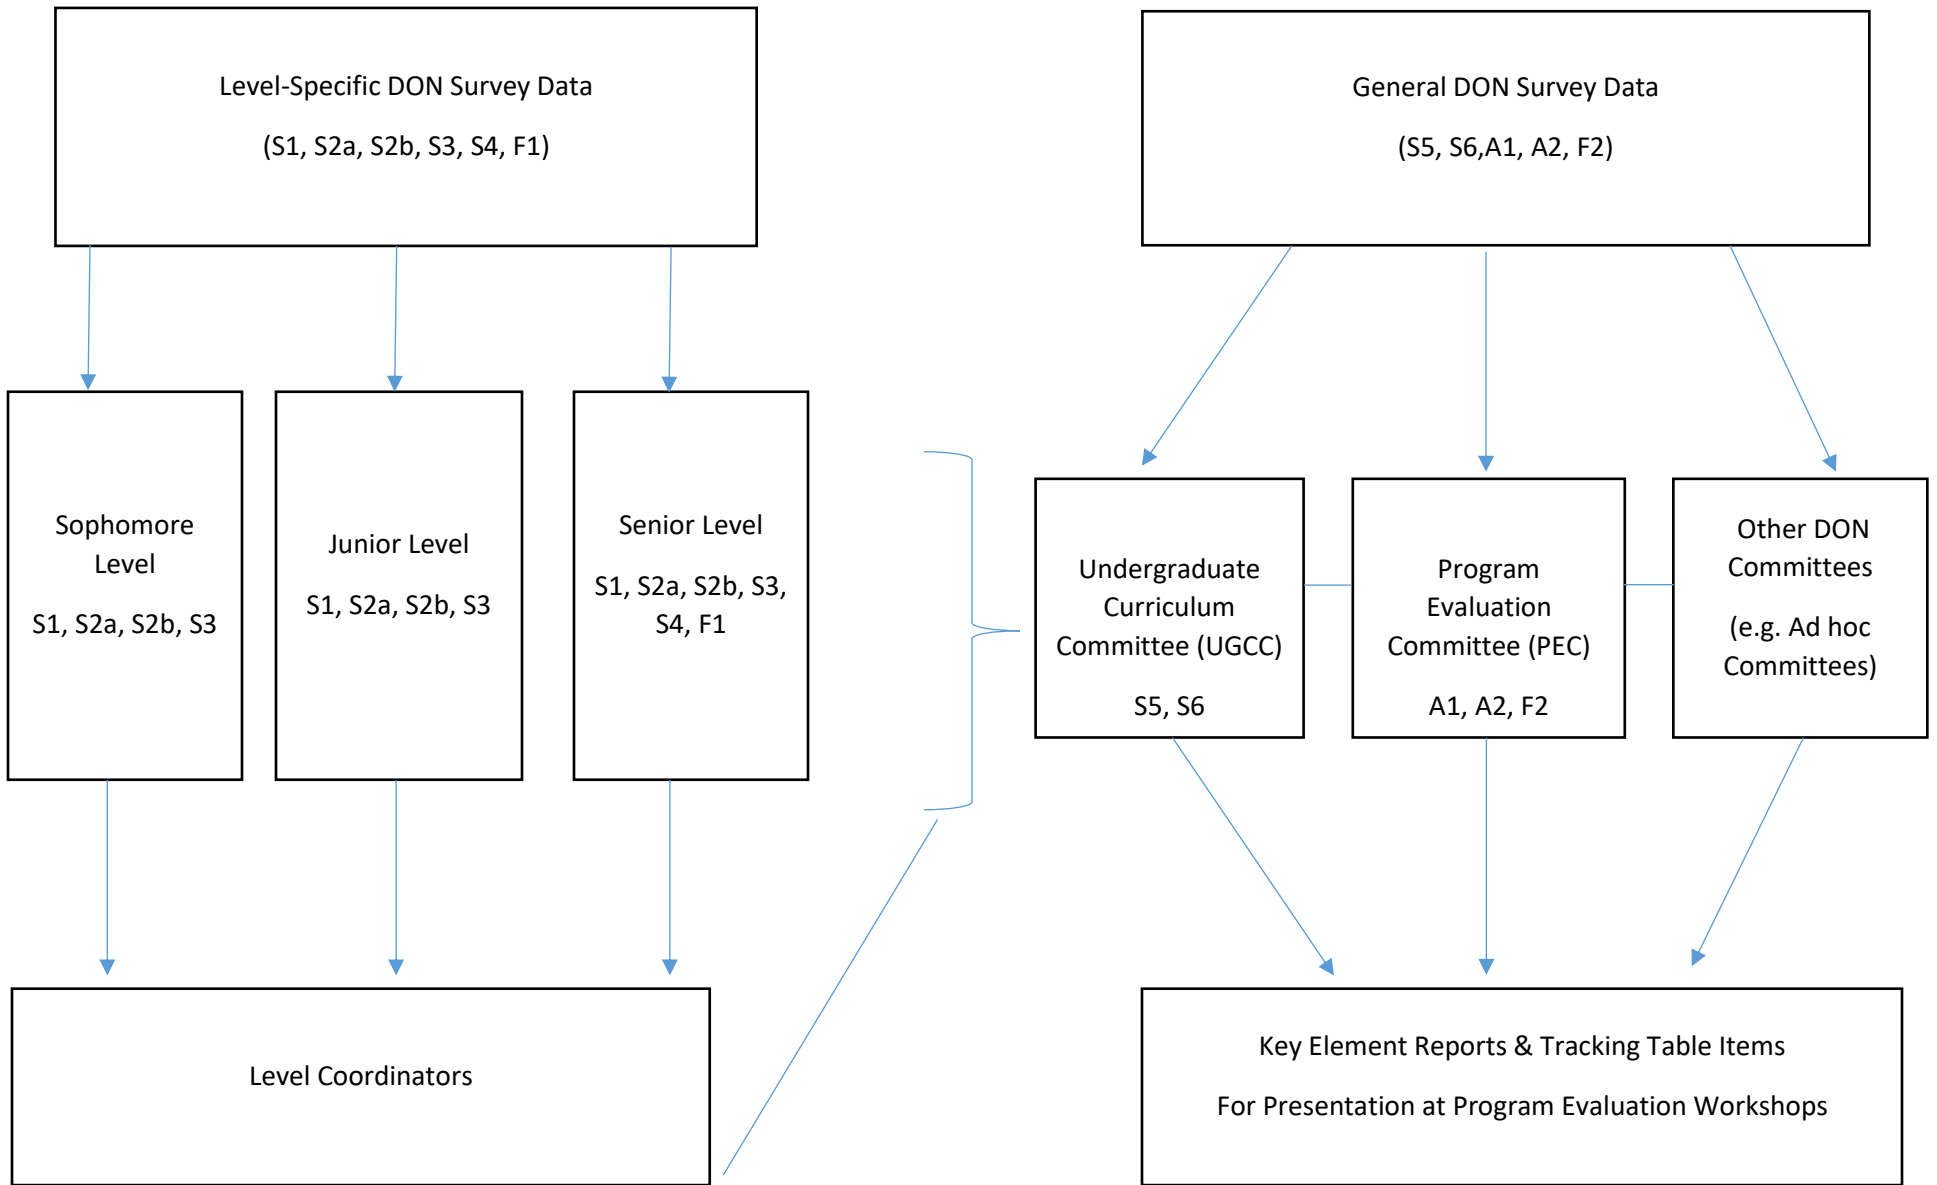 Level-Specific DON Survey Data
(S1, S2a, S2b, S3, S4, F1)
General DON Survey Data
(S5, S6,A1, A2, F2)
Sophomore
Level
S1, S2a, S2b, S3
Junior Level
S1, S2a, S2b, S3
Senior Level
S1, S2a, S2b, S3,
S4, F1
Undergraduate
Curriculum
Committee (UGCC)
S5, S6
Program
Evaluation
Committee (PEC)
A1, A2, F2
Other DON
Committees
(e.g. Ad hoc
Committees)
Level Coordinators
Key Element Reports & Tracking Table Items
For Presentation at Program Evaluation Workshops